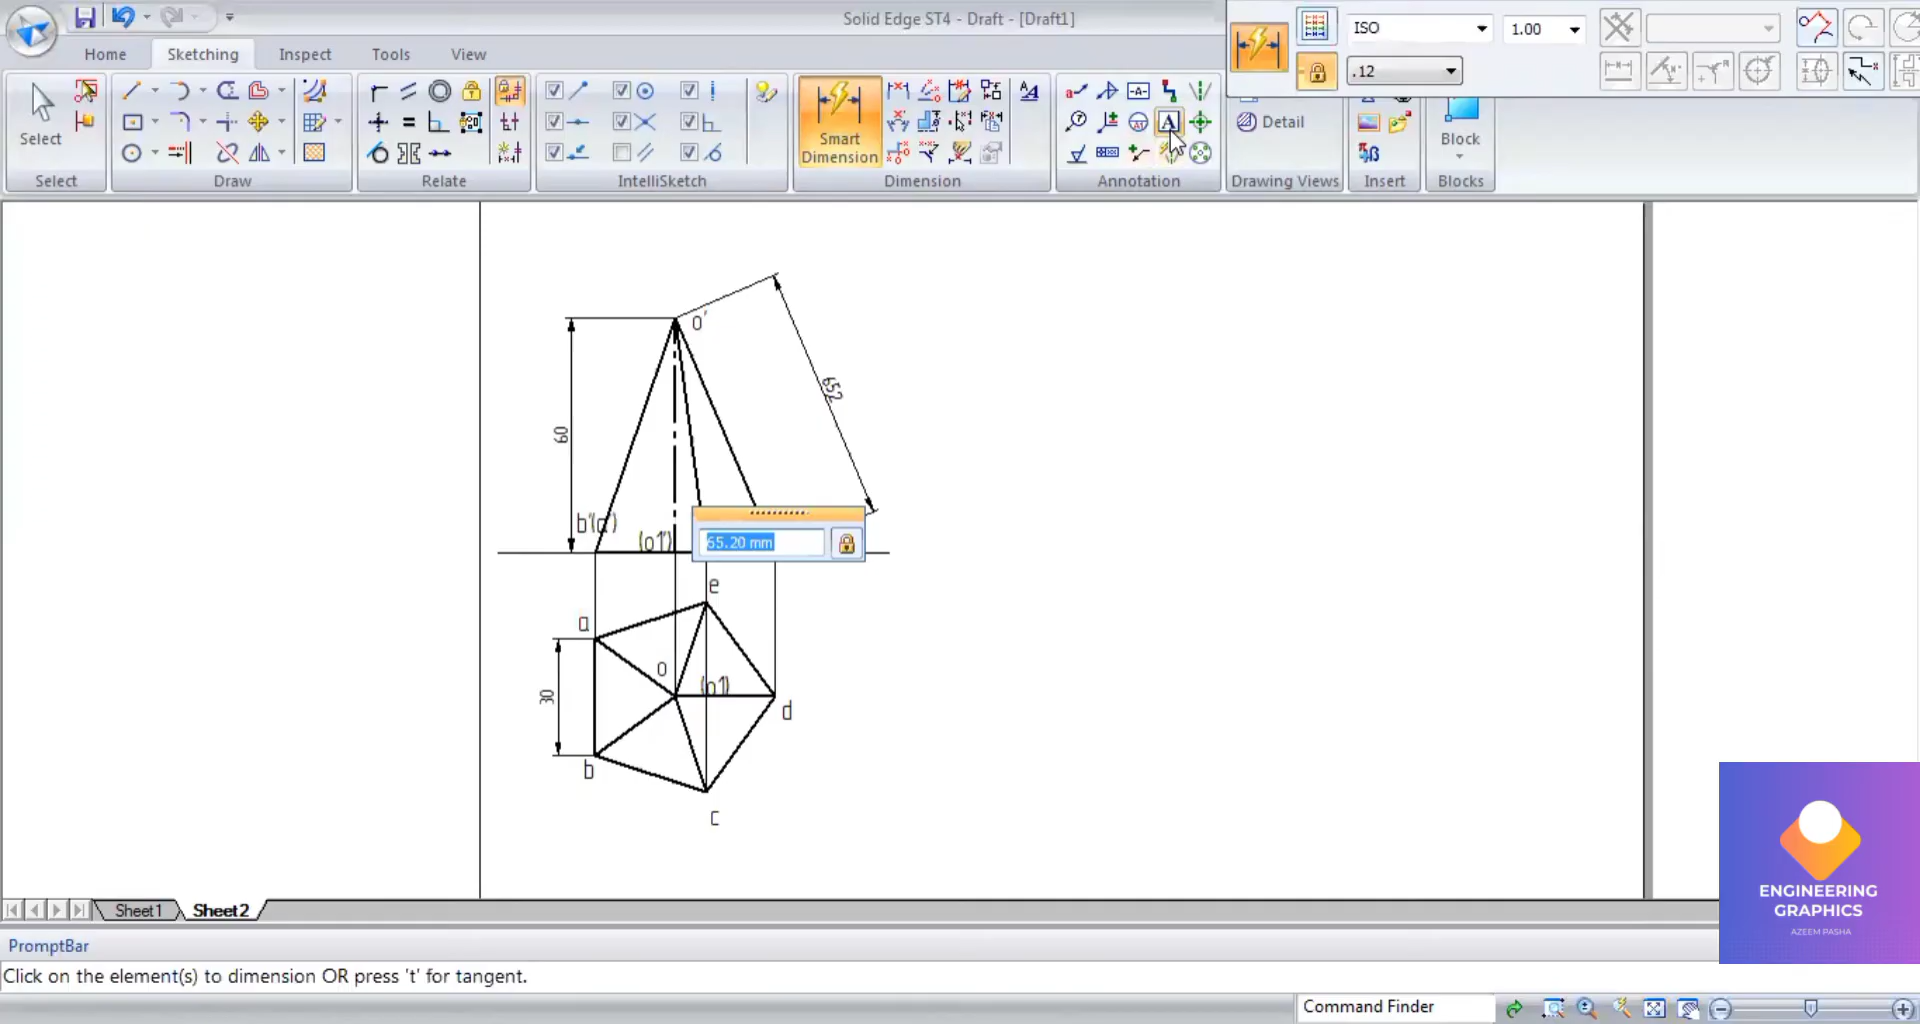 Solid Edge ST4 - Draft - [Draft1]
Home
Sketching
Inspect
Tools
View
ISO
1.00
.12
Select
Smart
Dimension
Detail
Block
Select
Draw
Relate
IntelliSketch
Dimension
Annotation
Drawing Views
Insert
Blocks
o'
652
60
b'(a')
(o1')
65.20 mm
e
a
o
(o1)
30
d
b
c
ENGINEERING
GRAPHICS
AZEEM PASHA
Sheet1
Sheet2
PromptBar
Click on the element(s) to dimension OR press 't' for tangent.
Command Finder